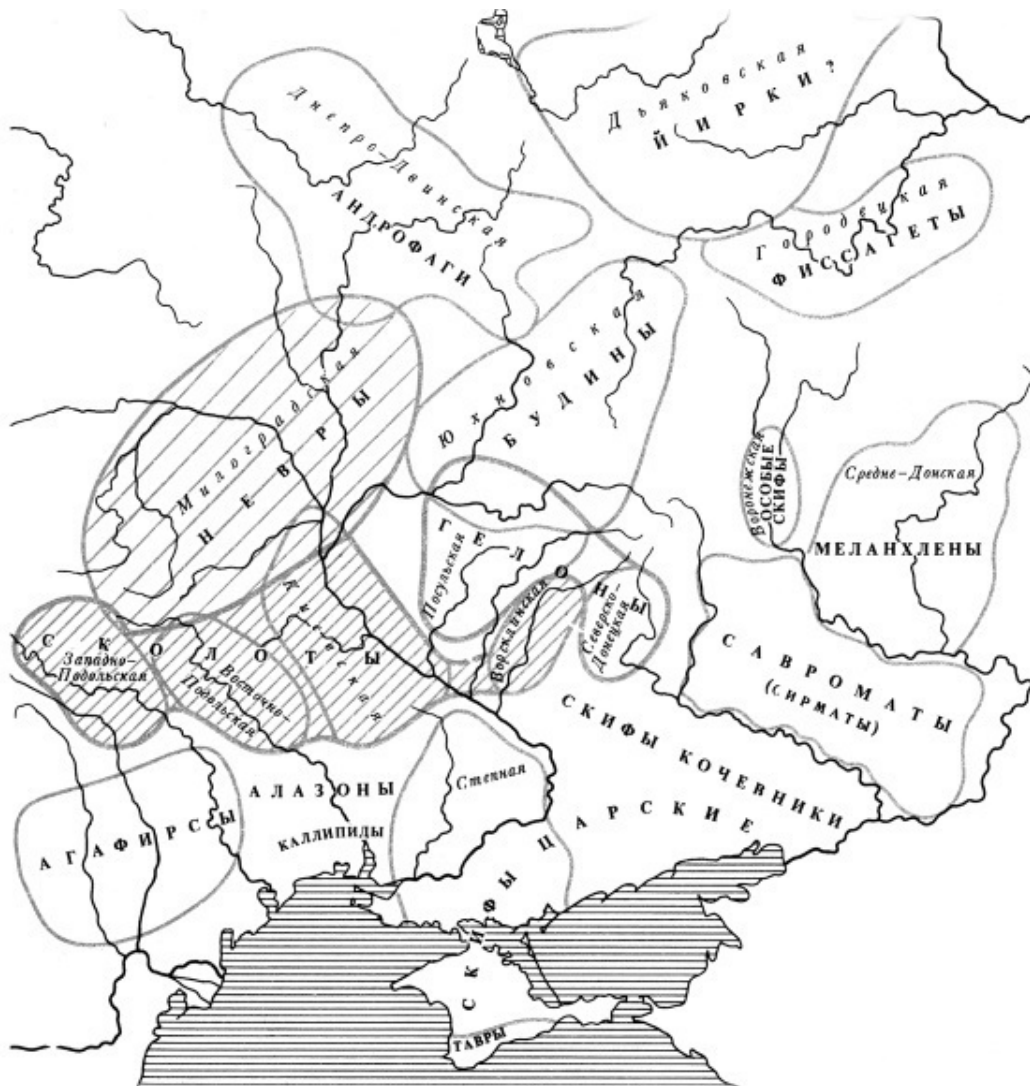 Дьяковская
ЙИРКИ?
Днепро-Двинская
АНДРОФАГИ
Городецкая
ФИССАГЕТЫ
Юхновская
БУДИНЫ
Милоградская
НЕВРЫ
Воронежская
ОСОБЫЕ
СКИФЫ
Средне-Донская
МЕЛАНХЛЕНЫ
ГЕЛОНЫ
Посульская
Ворсклинская
Северско-
Донецкая
СКОЛОТЫ
Западно-
Подольская
Восточно-
Подольская
Киевская
САВРОМАТЫ
(СИРМАТЫ)
СКИФЫ КОЧЕВНИКИ
Степная
АЛАЗОНЫ
КАЛЛИПИДЫ
АГАФИРСЫ
СКИФЫ ЦАРСКИЕ
ТАВРЫ